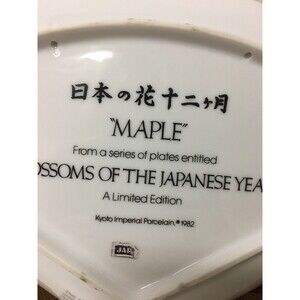 日本の花十二ヶ月
"MAPLE"
From a series of plates entitled
OSSOMS OF THE JAPANESE YEA
A Limited Edition
Kyoto Imperial Porcelain, ® 1982